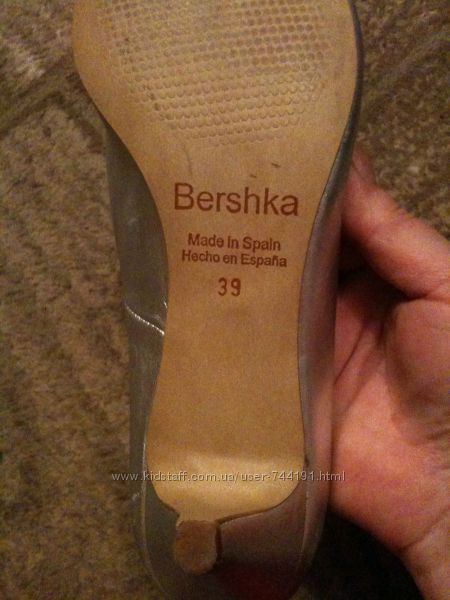 Bershka
Made in Spain
Hecho en España
39
www.kidstaff.com.ua/user-744191.html